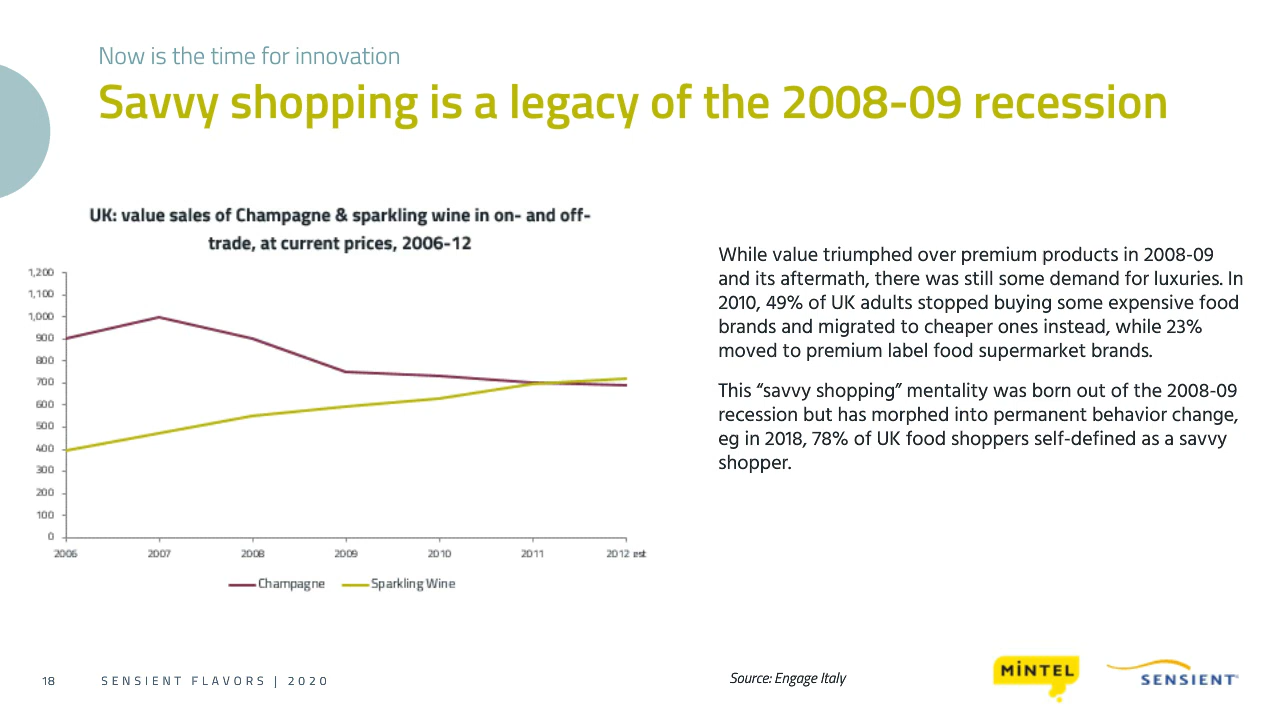 Now is the time for innovation
Savvy shopping is a legacy of the 2008-09 recession
UK: value sales of Champagne & sparkling wine in on- and off-
trade, at current prices, 2006-12
1,200
1,100
1,000
900
800
700
600
500
400
300
200
100
0
2006 2007 2008 2009 2010 2011 2012 est
Champagne Sparkling Wine
While value triumphed over premium products in 2008-09
and its aftermath, there was still some demand for luxuries. In
2010, 49% of UK adults stopped buying some expensive food
brands and migrated to cheaper ones instead, while 23%
moved to premium label food supermarket brands.
This “savvy shopping” mentality was born out of the 2008-09
recession but has morphed into permanent behavior change,
eg in 2018, 78% of UK food shoppers self-defined as a savvy
shopper.
18 SENSIENT FLAVORS | 2020
Source: Engage Italy
MINTEL
SENSIENT